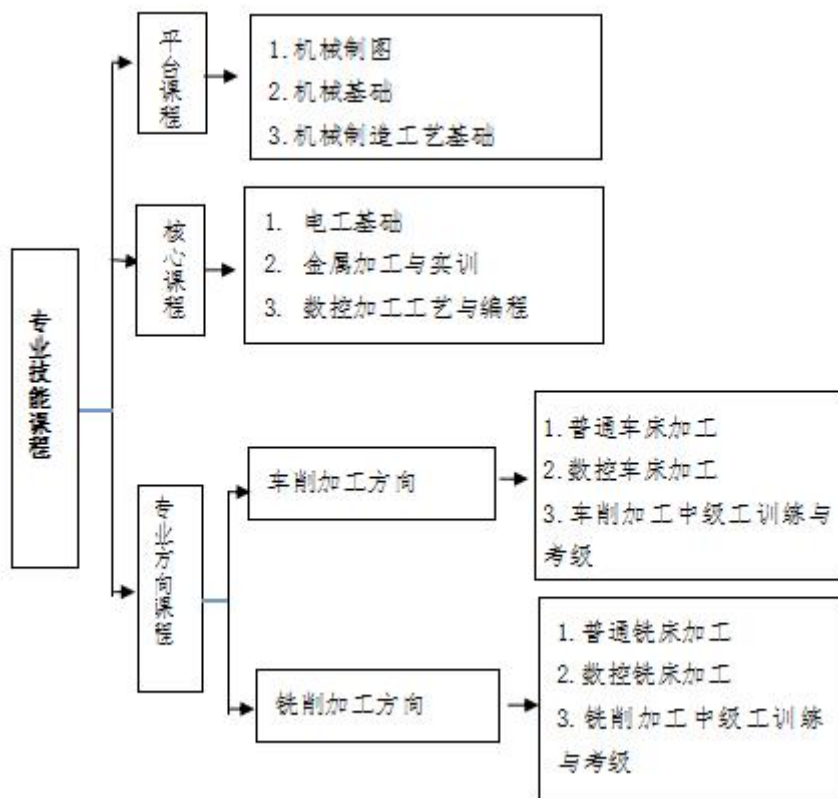 专业技能课程
平台课程
1.机械制图
2.机械基础
3.机械制造工艺基础
核心课程
1. 电工基础
2. 金属加工与实训
3. 数控加工工艺与编程
专业方向课程
车削加工方向
1.普通车床加工
2.数控车床加工
3.车削加工中级工训练与
考级
铣削加工方向
1.普通铣床加工
2.数控铣床加工
3.铣削加工中级工训练
与考级